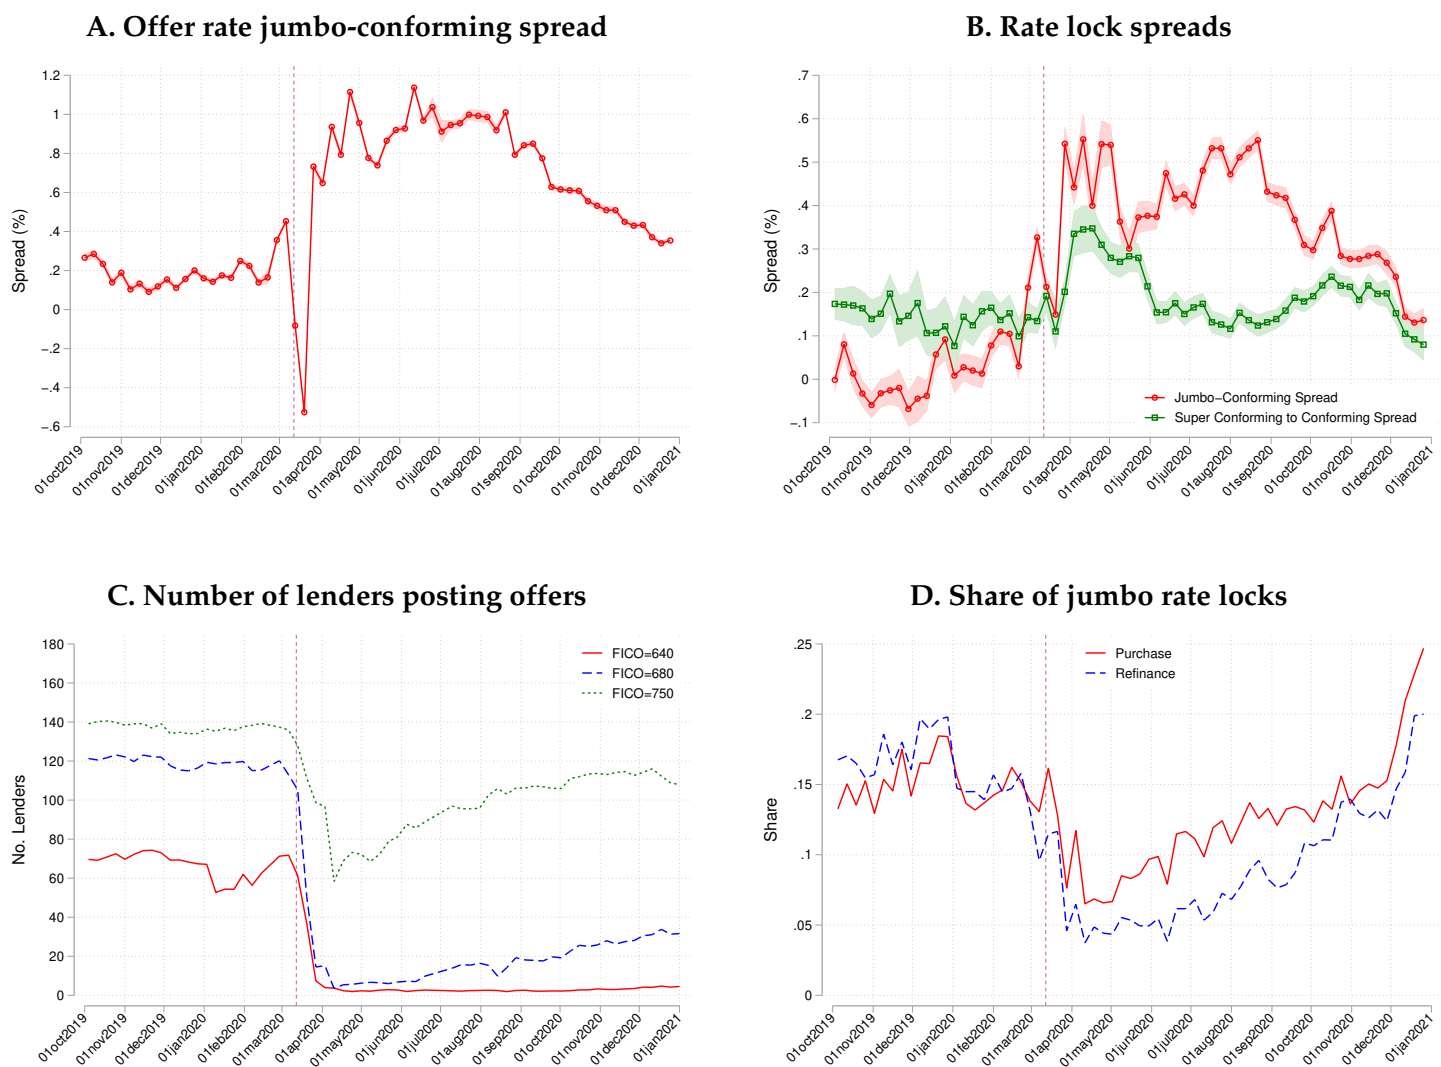 A. Offer rate jumbo-conforming spread
Spread (%)
1.2
1
.8
.6
.4
.2
0
−.2
−.4
−.6
01oct2019
01nov2019
01dec2019
01jan2020
01feb2020
01mar2020
01apr2020
01may2020
01jun2020
01jul2020
01aug2020
01sep2020
01oct2020
01nov2020
01dec2020
01jan2021
B. Rate lock spreads
Spread (%)
.7
.6
.5
.4
.3
.2
.1
0
−.1
Jumbo−Conforming Spread
Super Conforming to Conforming Spread
01oct2019
01nov2019
01dec2019
01jan2020
01feb2020
01mar2020
01apr2020
01may2020
01jun2020
01jul2020
01aug2020
01sep2020
01oct2020
01nov2020
01dec2020
01jan2021
C. Number of lenders posting offers
No. Lenders
180
160
140
120
100
80
60
40
20
0
FICO=640
FICO=680
FICO=750
01oct2019
01nov2019
01dec2019
01jan2020
01feb2020
01mar2020
01apr2020
01may2020
01jun2020
01jul2020
01aug2020
01sep2020
01oct2020
01nov2020
01dec2020
01jan2021
D. Share of jumbo rate locks
Share
.25
.2
.15
.1
.05
0
Purchase
Refinance
01oct2019
01nov2019
01dec2019
01jan2020
01feb2020
01mar2020
01apr2020
01may2020
01jun2020
01jul2020
01aug2020
01sep2020
01oct2020
01nov2020
01dec2020
01jan2021